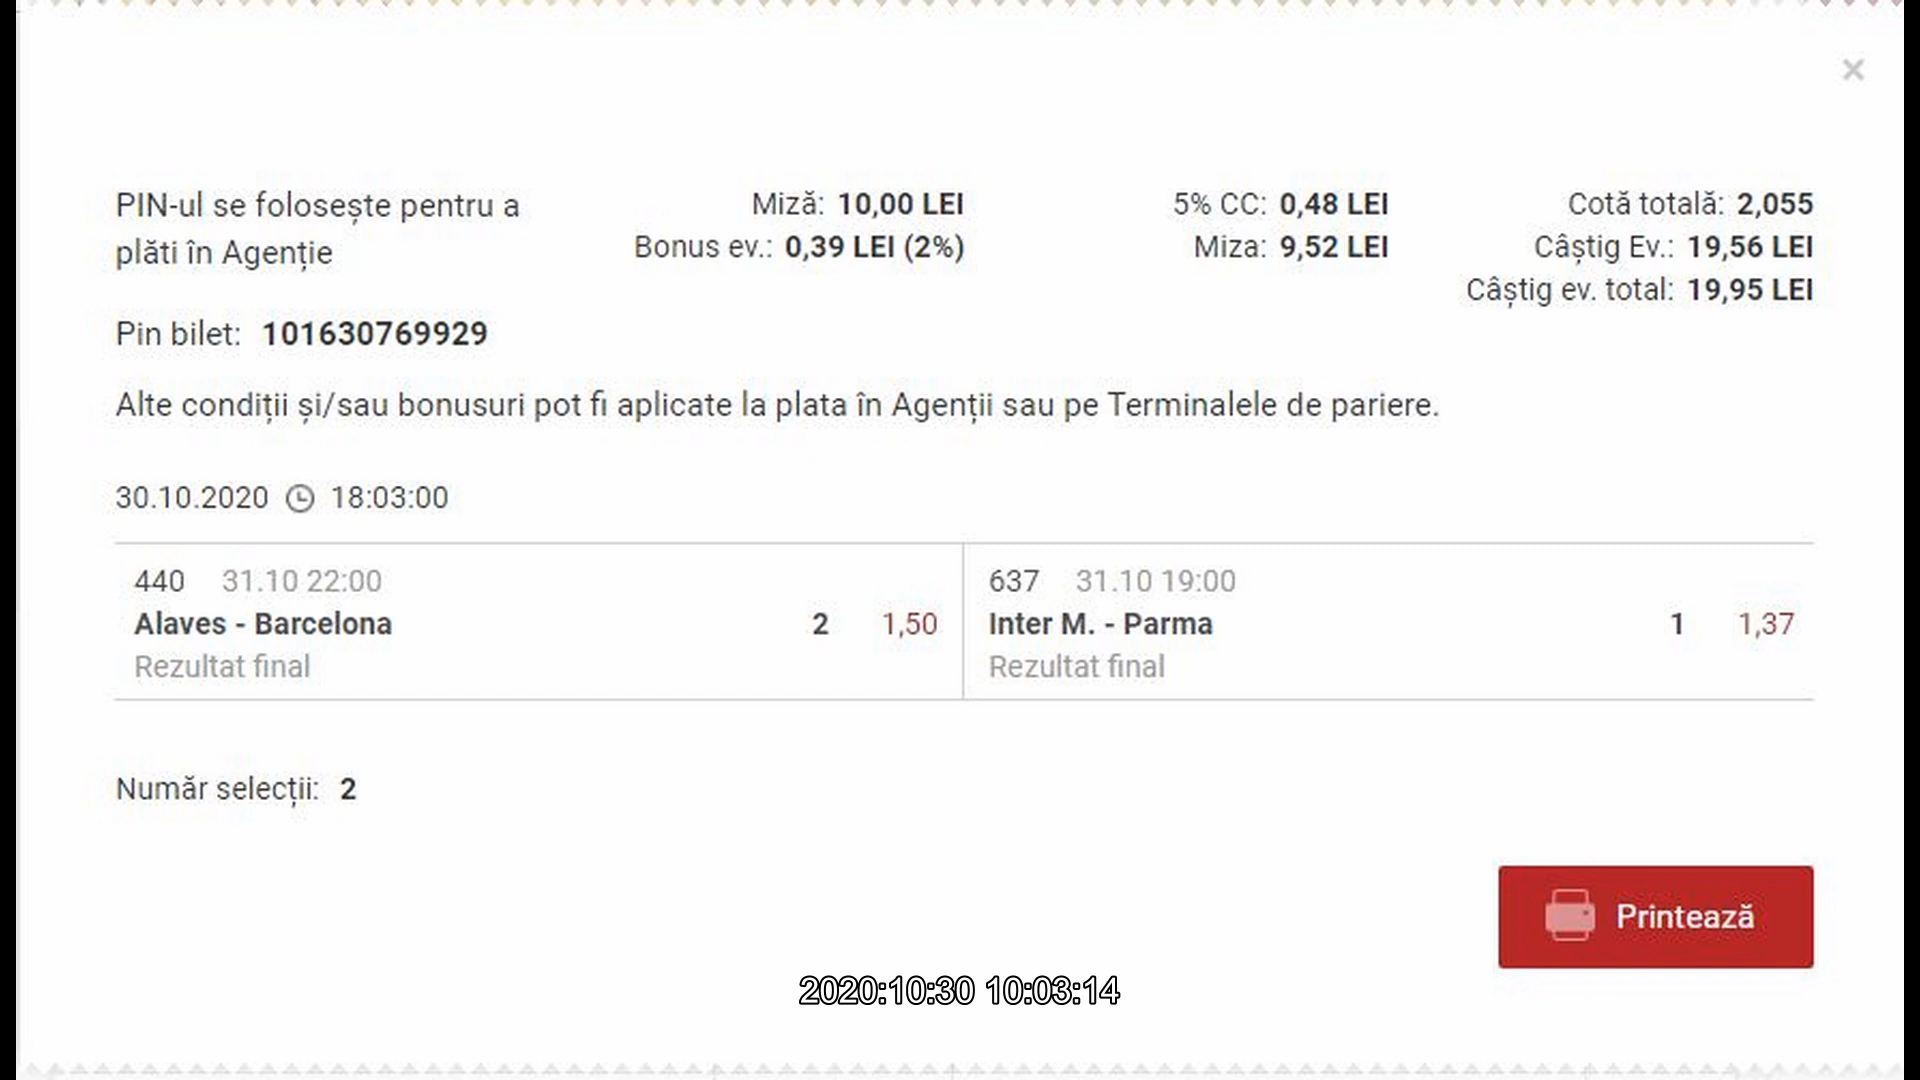 ×
PIN-ul se folosește pentru a
plăti în Agenție
Pin bilet: 101630769929
Miză: 10,00 LEI
Bonus ev.: 0,39 LEI (2%)
5% CC: 0,48 LEI
Miza: 9,52 LEI
Cotă totală: 2,055
Câștig Ev.: 19,56 LEI
Câștig ev. total: 19,95 LEI
Alte condiții și/sau bonusuri pot fi aplicate la plata în Agenții sau pe Terminalele de pariere.
30.10.2020 18:03:00
440 31.10 22:00
Alaves - Barcelona 2 1,50
Rezultat final
637 31.10 19:00
Inter M. - Parma 1 1,37
Rezultat final
Număr selecții: 2
Printează
2020:10:30 10:03:14